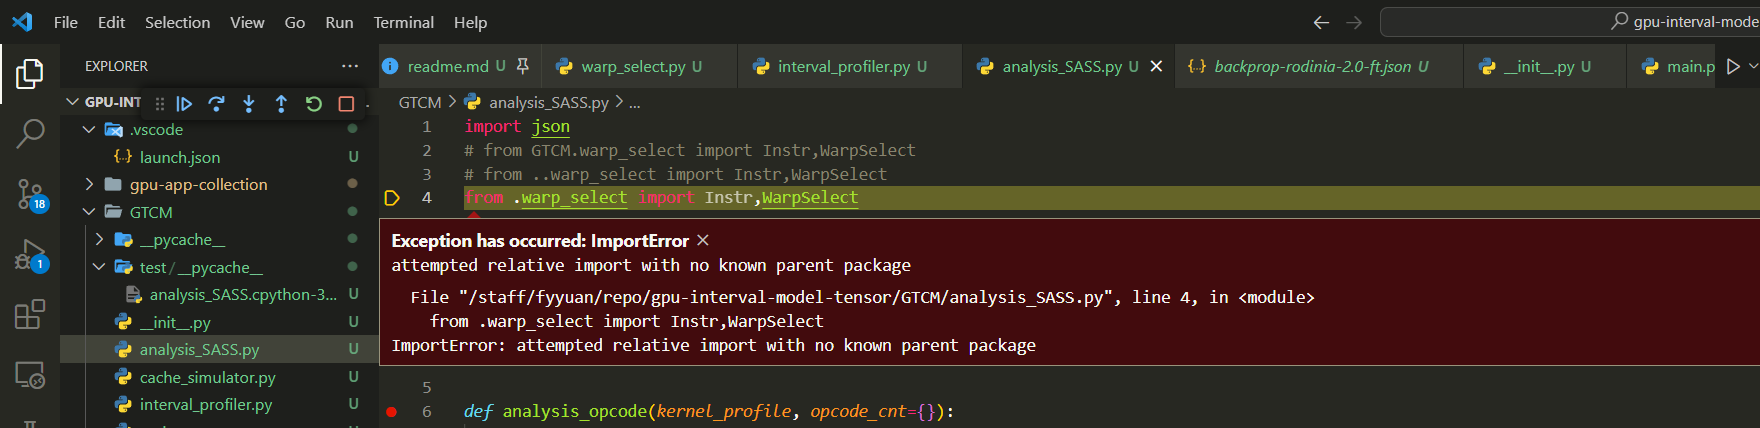 File Edit Selection View Go Run Terminal Help
gpu-interval-mode
EXPLORER
readme.md U
warp_select.py U
interval_profiler.py U
analysis_SASS.py U
backprop-rodinia-2.0-ft.json U
__init__.py U
main.p
GPU-INT
GTCM > analysis_SASS.py > ...
.vscode
launch.json U
gpu-app-collection
GTCM
__pycache__
test/__pycache__
analysis_SASS.cpython-3... U
__init__.py U
analysis_SASS.py U
cache_simulator.py U
interval_profiler.py U
18
1
1 import json
2 # from GTCM.warp_select import Instr,WarpSelect
3 # from ..warp_select import Instr,WarpSelect
4 from .warp_select import Instr,WarpSelect
Exception has occurred: ImportError
attempted relative import with no known parent package
File "/staff/fyyuan/repo/gpu-interval-model-tensor/GTCM/analysis_SASS.py", line 4, in <module>
from .warp_select import Instr,WarpSelect
ImportError: attempted relative import with no known parent package
5
6 def analysis_opcode(kernel_profile, opcode_cnt={}):